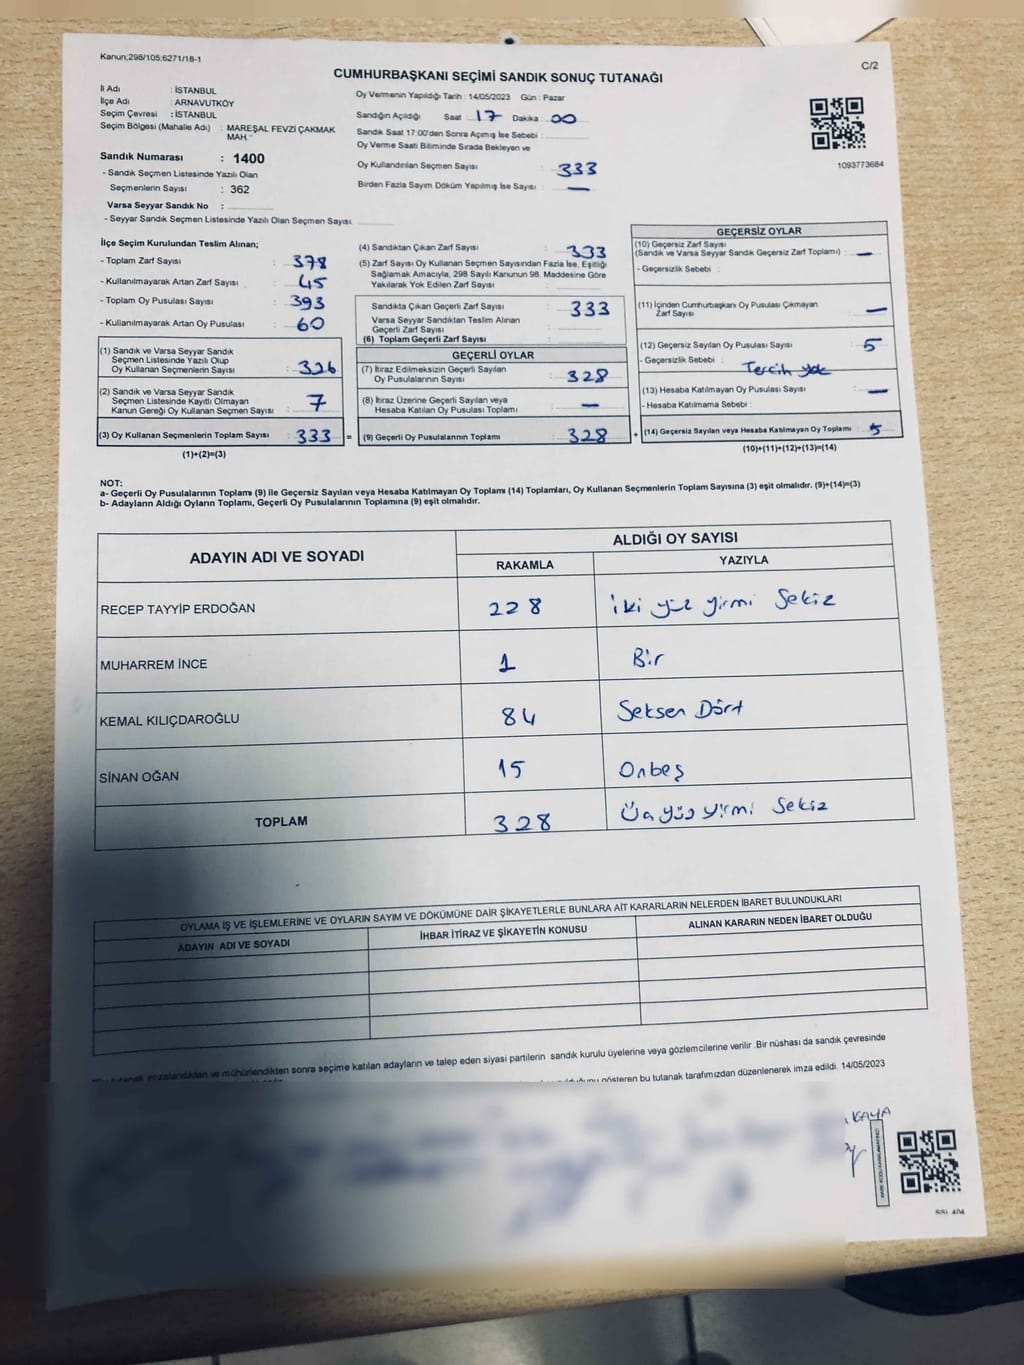 Kanun;298/105;6271/18-1
C/2
CUMHURBAŞKANI SEÇİMİ SANDIK SONUÇ TUTANAĞI
İl Adı : İSTANBUL
İlçe Adı : ARNAVUTKÖY
Seçim Çevresi : İSTANBUL
Seçim Bölgesi (Mahalle Adı) : MAREŞAL FEVZİ ÇAKMAK
MAH.
Sandık Numarası : 1400
- Sandık Seçmen Listesinde Yazılı Olan
Seçmenlerin Sayısı : 362
Varsa Seyyar Sandık No :
- Seyyar Sandık Seçmen Listesinde Yazılı Olan Seçmen Sayısı
Oy Vermenin Yapıldığı Tarih : 14/05/2023 Gün : Pazar
Sandığın Açıldığı Saat 17 Dakika : 00
Sandık Saat 17:00'den Sonra Açımış İse Sebebi :
Oy Verme Saati Bitiminde Sırada Bekleyen ve
Oy Kullandırılan Seçmen Sayısı : 333
Birden Fazla Sayım Döküm Yapılmış İse Sayısı : —
1093773684
İlçe Seçim Kurulundan Teslim Alınan;
- Toplam Zarf Sayısı : 378
- Kullanılmayarak Artan Zarf Sayısı : 45
- Toplam Oy Pusulası Sayısı : 393
- Kullanılmayarak Artan Oy Pusulası : 60
(1) Sandık ve Varsa Seyyar Sandık
Seçmen Listesinde Yazılı Olup
Oy Kullanan Seçmenlerin Sayısı : 326
(2) Sandık ve Varsa Seyyar Sandık
Seçmen Listesinde Kayıtlı Olmayan
Kanun Gereği Oy Kullanan Seçmen Sayısı : 7
(3) Oy Kullanan Seçmenlerin Toplam Sayısı : 333 =
(1)+(2)=(3)
(4) Sandıktan Çıkan Zarf Sayısı : 333
(5) Zarf Sayısı Oy Kullanan Seçmen Sayısından Fazla İse, Eşitliği
Sağlamak Amacıyla, 298 Sayılı Kanunun 98. Maddesine Göre
Yakılarak Yok Edilen Zarf Sayısı :
Sandıkta Çıkan Geçerli Zarf Sayısı : 333
Varsa Seyyar Sandıktan Teslim Alınan
Geçerli Zarf Sayısı :
(6) Toplam Geçerli Zarf Sayısı :
GEÇERLİ OYLAR
(7) İtiraz Edilmeksizin Geçerli Sayılan
Oy Pusulalarının Sayısı : 328
(8) İtiraz Üzerine Geçerli Sayılan veya
Hesaba Katılan Oy Pusulası Toplamı : —
(9) Geçerli Oy Pusulalarının Toplamı : 328 +
GEÇERSİZ OYLAR
(10) Geçersiz Zarf Sayısı
(Sandık ve Varsa Seyyar Sandık Geçersiz Zarf Toplamı) : —
- Geçersizlik Sebebi :
(11) İçinden Cumhurbaşkanı Oy Pusulası Çıkmayan
Zarf Sayısı : —
(12) Geçersiz Sayılan Oy Pusulası Sayısı : 5
- Geçersizlik Sebebi : Tercih yok
(13) Hesaba Katılmayan Oy Pusulası Sayısı : —
- Hesaba Katılmama Sebebi :
(14) Geçersiz Sayılan veya Hesaba Katılmayan Oy Toplamı : 5
(10)+(11)+(12)+(13)=(14)
NOT:
a- Geçerli Oy Pusulalarının Toplamı (9) ile Geçersiz Sayılan veya Hesaba Katılmayan Oy Toplamı (14) Toplamları, Oy Kullanan Seçmenlerin Toplam Sayısına (3) eşit olmalıdır. (9)+(14)=(3)
b- Adayların Aldığı Oyların Toplamı, Geçerli Oy Pusulalarının Toplamına (9) eşit olmalıdır.
ADAYIN ADI VE SOYADI
ALDIĞI OY SAYISI
RAKAMLA YAZIYLA
RECEP TAYYİP ERDOĞAN 228 iki yüz yirmi Sekiz
MUHARREM İNCE 1 Bir
KEMAL KILIÇDAROĞLU 84 Seksen Dört
SİNAN OĞAN 15 Onbeş
TOPLAM 328 Üç yüz yirmi Sekiz
OYLAMA İŞ VE İŞLEMLERİNE VE OYLARIN SAYIM VE DÖKÜMÜNE DAİR ŞİKAYETLERLE BUNLARA AİT KARARLARIN NELERDEN İBARET BULUNDUKLARI
ADAYIN ADI VE SOYADI İHBAR İTİRAZ VE ŞİKAYETİN KONUSU ALINAN KARARIN NEDEN İBARET OLDUĞU
tutanak imzalandıktan ve mühürlendikten sonra seçime katılan adayların ve talep eden siyasi partilerin sandık kurulu üyelerine veya gözlemcilerine verilir .Bir nüshası da sandık çevresinde
gösteren bu tutanak tarafımızdan düzenlenerek imza edildi. 14/05/2023
KAYA